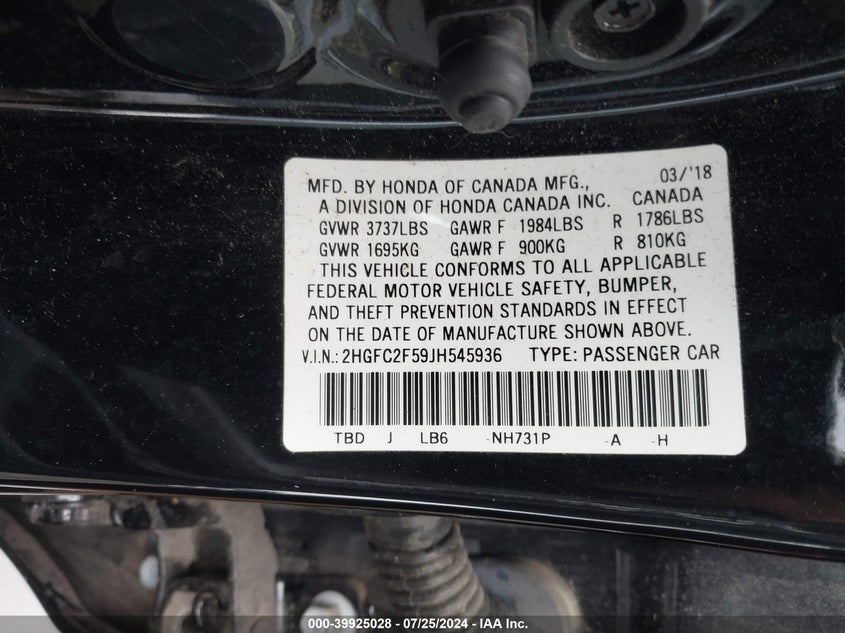 03/'18
MFD. BY HONDA OF CANADA MFG.,
A DIVISION OF HONDA CANADA INC. CANADA
GVWR 3737LBS GAWR F 1984LBS R 1786LBS
GVWR 1695KG GAWR F 900KG R 810KG
THIS VEHICLE CONFORMS TO ALL APPLICABLE
FEDERAL MOTOR VEHICLE SAFETY, BUMPER,
AND THEFT PREVENTION STANDARDS IN EFFECT
ON THE DATE OF MANUFACTURE SHOWN ABOVE.
V.I.N.: 2HGFC2F59JH545936 TYPE: PASSENGER CAR
TBD J LB6 -NH731P -A -H
000-39925028 - 07/25/2024 - IAA Inc.